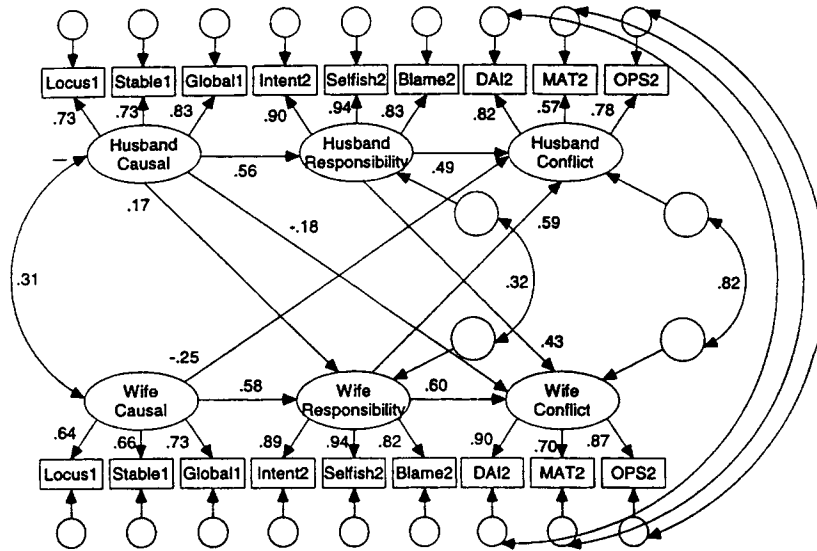 Locus1 Stable1 Global1 Intent2 Selfish2 Blame2 DAI2 MAT2 OPS2
.73 .73 .83 .90 .94 .83 .82 .57 .78
Husband
Causal
Husband
Responsibility
Husband
Conflict
.56
.49
.17
-.18
.59
.31
.32
.82
-.25
.43
Wife
Causal
.58
Wife
Responsibility
.60
Wife
Conflict
.64 .66 .73 .89 .94 .82 .90 .70 .87
Locus1 Stable1 Global1 Intent2 Selfish2 Blame2 DAI2 MAT2 OPS2